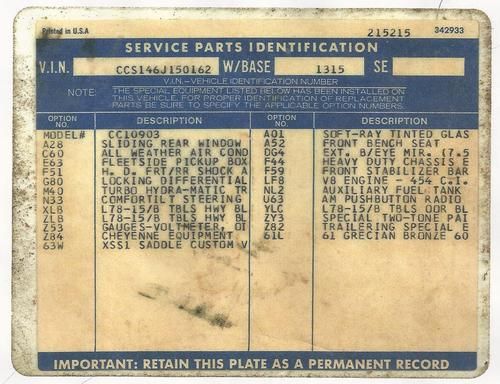 Printed in U.S.A 215215 342933
SERVICE PARTS IDENTIFICATION
V.I.N. CCS146J150162 W/BASE 1315 SE
V.I.N.-VEHICLE IDENTIFICATION NUMBER
NOTE: THE SPECIAL EQUIPMENT LISTED BELOW HAS BEEN INSTALLED ON
THIS VEHICLE FOR PROPER IDENTIFICATION OF REPLACEMENT
PARTS BE SURE TO SPECIFY THE APPLICABLE OPTION NUMBERS.
OPTION NO. DESCRIPTION OPTION NO. DESCRIPTION
MODEL# CC10903 A01 SOFT-RAY TINTED GLAS
A28 SLIDING REAR WINDOW A52 FRONT BENCH SEAT
C60 ALL WEATHER AIR COND DG4 EXT. B/EYE MIR. (7.5
E63 FLEETSIDE PICKUP BOX F44 HEAVY DUTY CHASSIS E
F51 H.D. FRT/RR SHOCK A F59 FRONT STABILIZER BAR
G80 LOCKING DIFFERENTIAL LF8 V8 ENGINE - 454 C.I.
M40 TURBO HYDRA-MATIC TR NL2 AUXILIARY FUEL TANK
N33 COMFORTILT STEERING U63 AM PUSHBUTTON RADIO
XLB L78-15/B TBLS HWY BL YLC L78-15/B TBLS OOR BL
ZLB L78-15/B TBLS HWY BL ZY3 SPECIAL TWO-TONE PAI
Z53 GAUGES-VOLTMETER, OI Z82 TRAILERING SPECIAL E
Z84 CHEYENNE EQUIPMENT 61L 61 GRECIAN BRONZE 60
63W XSS1 SADDLE CUSTOM V
IMPORTANT: RETAIN THIS PLATE AS A PERMANENT RECORD